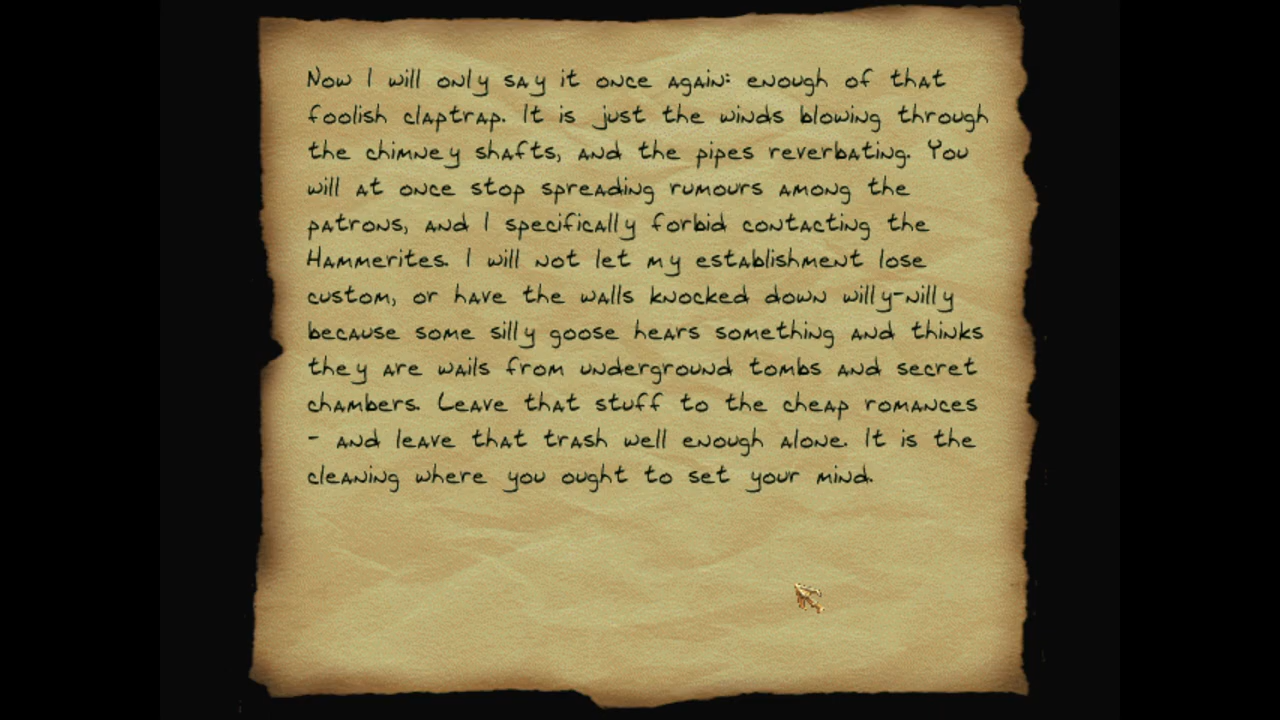 Now I will only say it once again: enough of that
foolish claptrap. It is just the winds blowing through
the chimney shafts, and the pipes reverbating. You
will at once stop spreading rumours among the
patrons, and I specifically forbid contacting the
Hammerites. I will not let my establishment lose
custom, or have the walls knocked down willy-nilly
because some silly goose hears something and thinks
they are wails from underground tombs and secret
chambers. Leave that stuff to the cheap romances
- and leave that trash well enough alone. It is the
cleaning where you ought to set your mind.